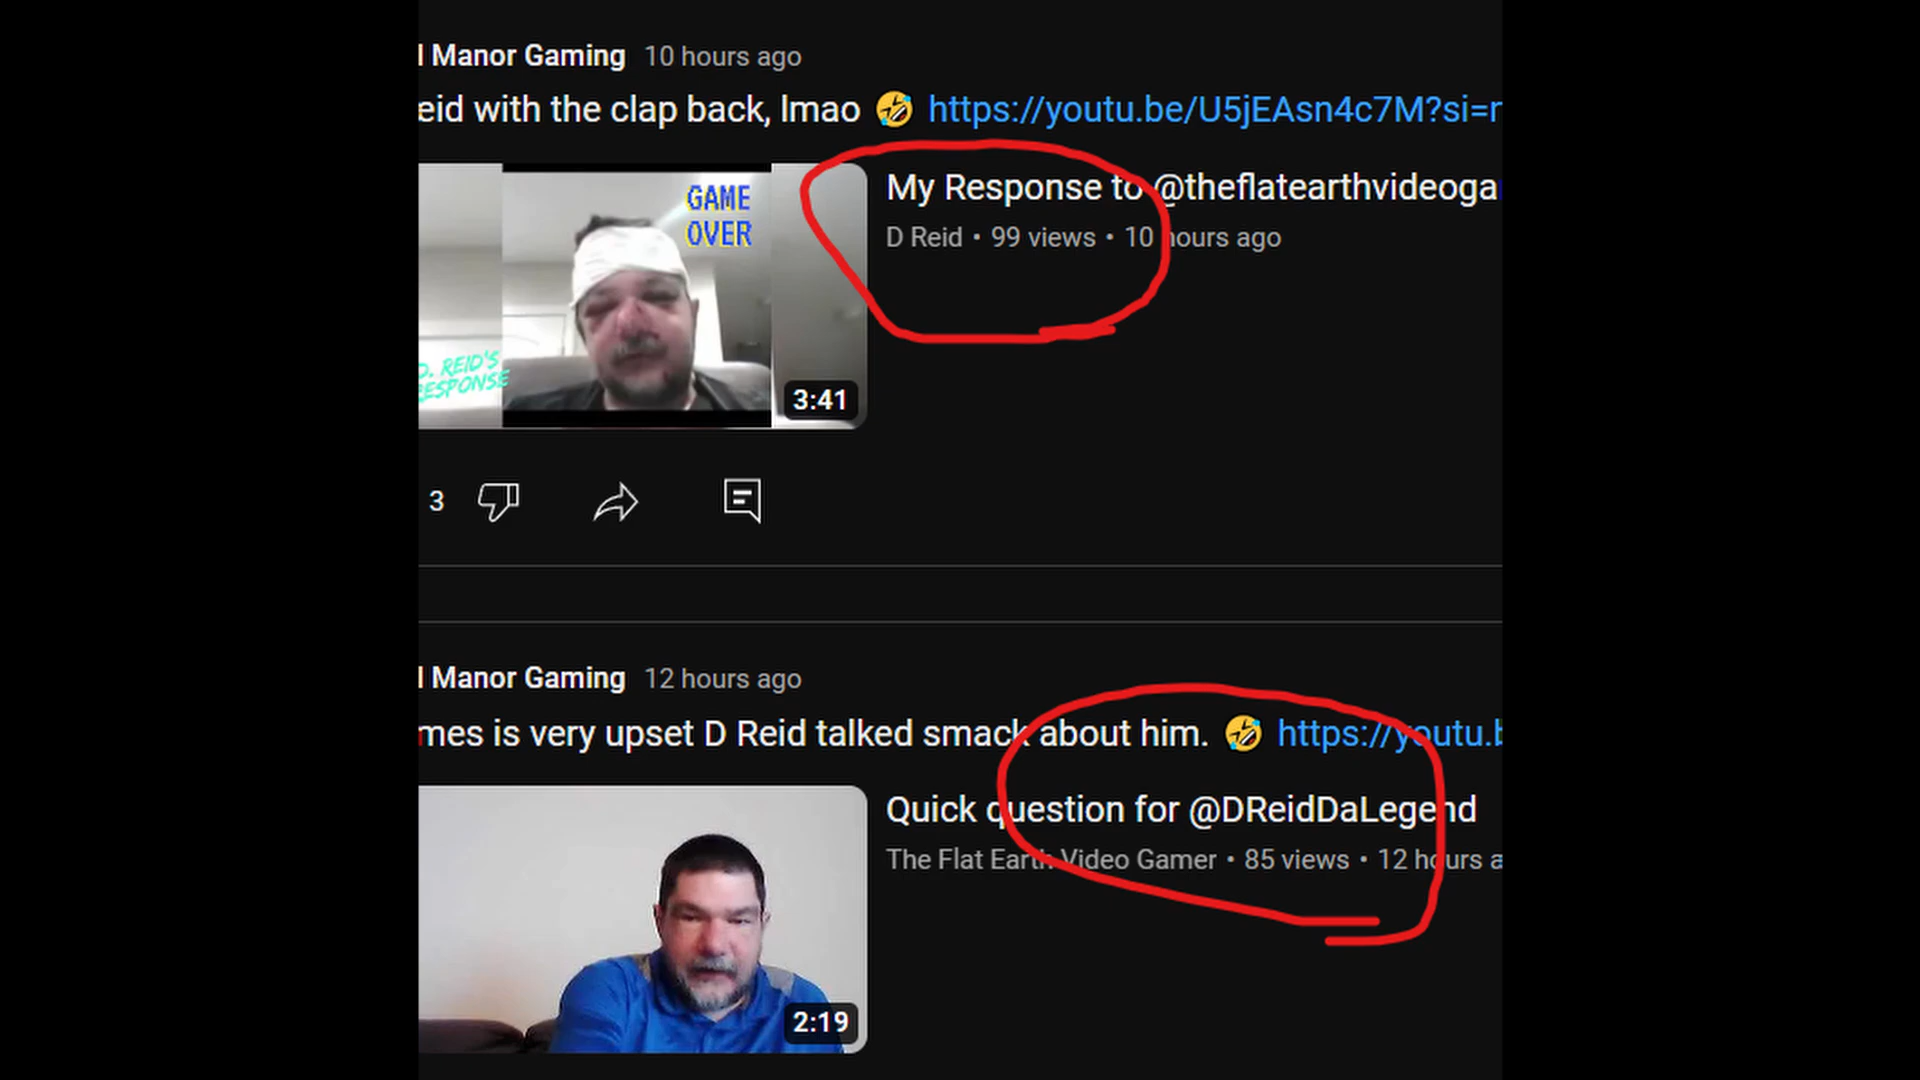 l Manor Gaming 10 hours ago
eid with the clap back, lmao 🤣 https://youtu.be/U5jEAsn4c7M?si=r
GAME
OVER
D. REID'S
RESPONSE
3:41
My Response to @theflatearthvideoga
D Reid • 99 views • 10 hours ago
3
l Manor Gaming 12 hours ago
mes is very upset D Reid talked smack about him. 🤣 https://youtu.b
2:19
Quick question for @DReidDaLegend
The Flat Earth Video Gamer • 85 views • 12 hours a